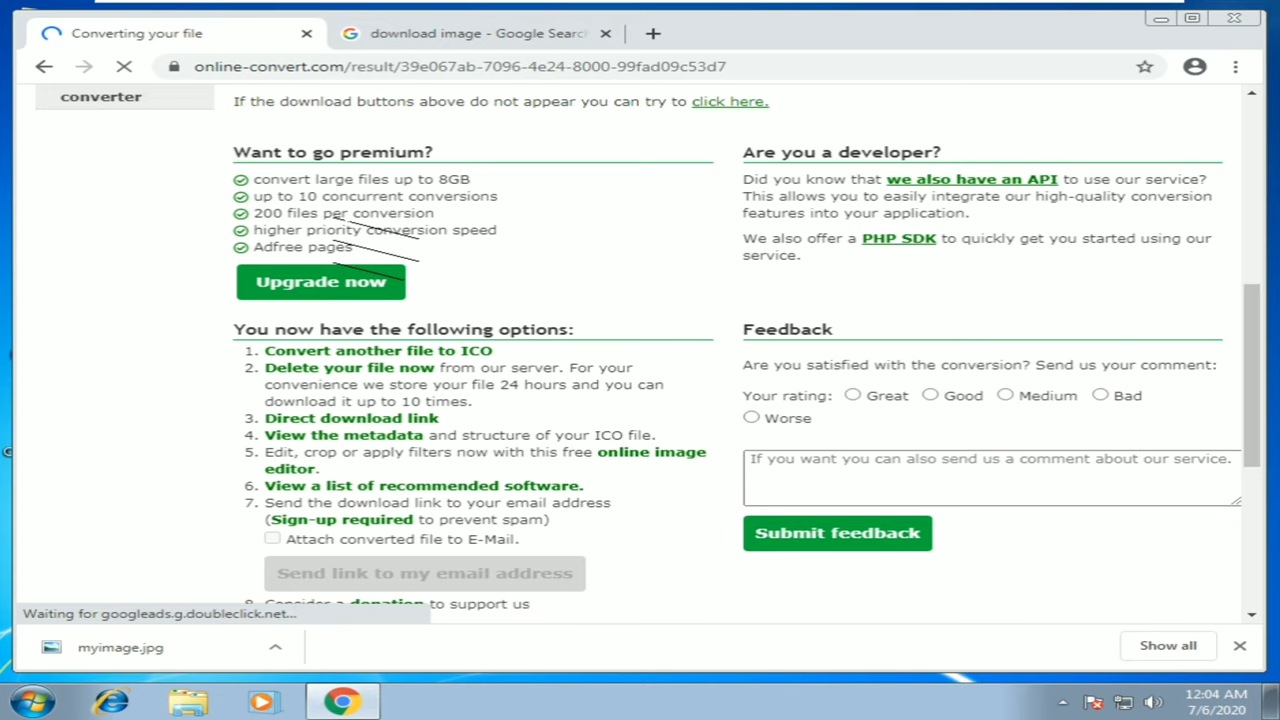 Converting your file
download image - Google Searc
online-convert.com/result/39e067ab-7096-4e24-8000-99fad09c53d7
converter
If the download buttons above do not appear you can try to click here.
Want to go premium?
convert large files up to 8GB
up to 10 concurrent conversions
200 files per conversion
higher priority conversion speed
Adfree pages
Upgrade now
Are you a developer?
Did you know that we also have an API to use our service?
This allows you to easily integrate our high-quality conversion
features into your application.
We also offer a PHP SDK to quickly get you started using our
service.
You now have the following options:
1. Convert another file to ICO
2. Delete your file now from our server. For your
convenience we store your file 24 hours and you can
download it up to 10 times.
3. Direct download link
4. View the metadata and structure of your ICO file.
5. Edit, crop or apply filters now with this free online image
editor.
6. View a list of recommended software.
7. Send the download link to your email address
(Sign-up required to prevent spam)
Attach converted file to E-Mail.
Send link to my email address
8. Consider a donation to support us
Feedback
Are you satisfied with the conversion? Send us your comment:
Your rating: Great Good Medium Bad
Worse
If you want you can also send us a comment about our service.
Submit feedback
Waiting for googleads.g.doubleclick.net...
myimage.jpg
Show all
12:04 AM
7/6/2020